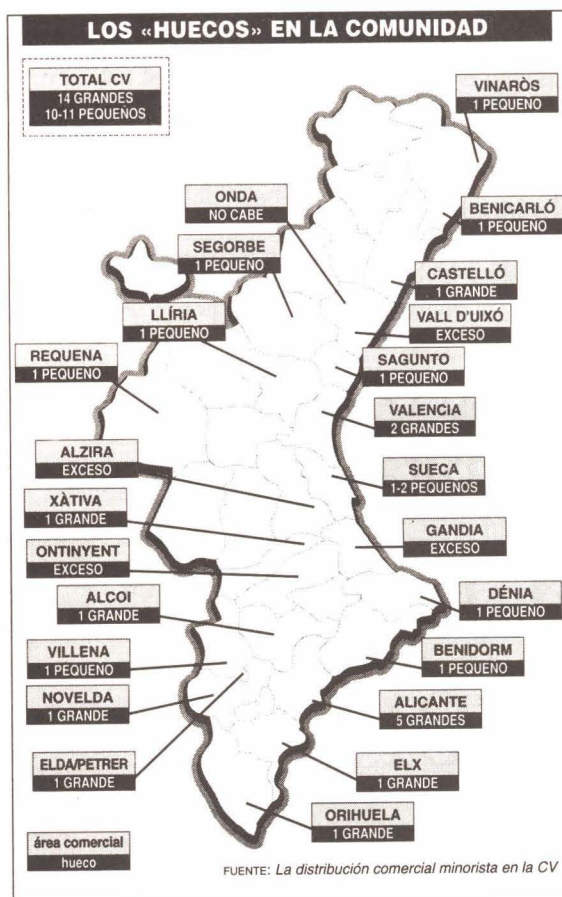 LOS «HUECOS» EN LA COMUNIDAD
TOTAL CV
14 GRANDES
10-11 PEQUEÑOS
VINARÒS
1 PEQUEÑO
ONDA
NO CABE
BENICARLÓ
1 PEQUEÑO
SEGORBE
1 PEQUEÑO
CASTELLÓ
1 GRANDE
LLÍRIA
1 PEQUEÑO
VALL D'UIXÓ
EXCESO
REQUENA
1 PEQUEÑO
SAGUNTO
1 PEQUEÑO
VALENCIA
2 GRANDES
ALZIRA
EXCESO
SUECA
1-2 PEQUEÑOS
XÀTIVA
1 GRANDE
GANDIA
EXCESO
ONTINYENT
EXCESO
DÉNIA
1 PEQUEÑO
ALCOI
1 GRANDE
BENIDORM
1 PEQUEÑO
VILLENA
1 PEQUEÑO
NOVELDA
1 GRANDE
ALICANTE
5 GRANDES
ELDA/PETRER
1 GRANDE
ELX
1 GRANDE
ORIHUELA
1 GRANDE
área comercial
hueco
FUENTE: La distribución comercial minorista en la CV